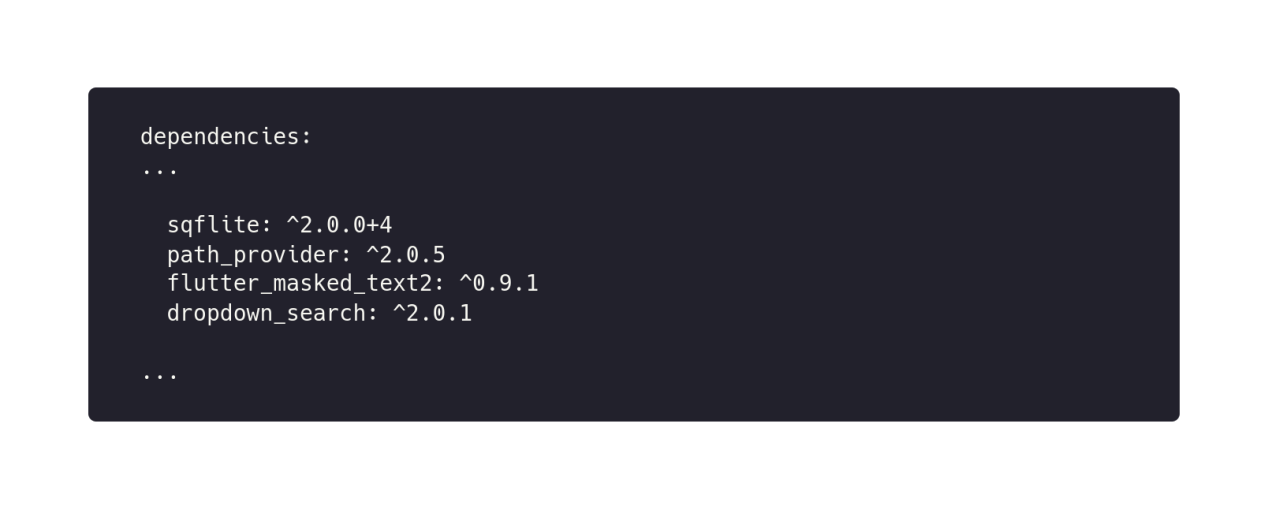 dependencies:
...
sqflite: ^2.0.0+4
path_provider: ^2.0.5
flutter_masked_text2: ^0.9.1
dropdown_search: ^2.0.1
...